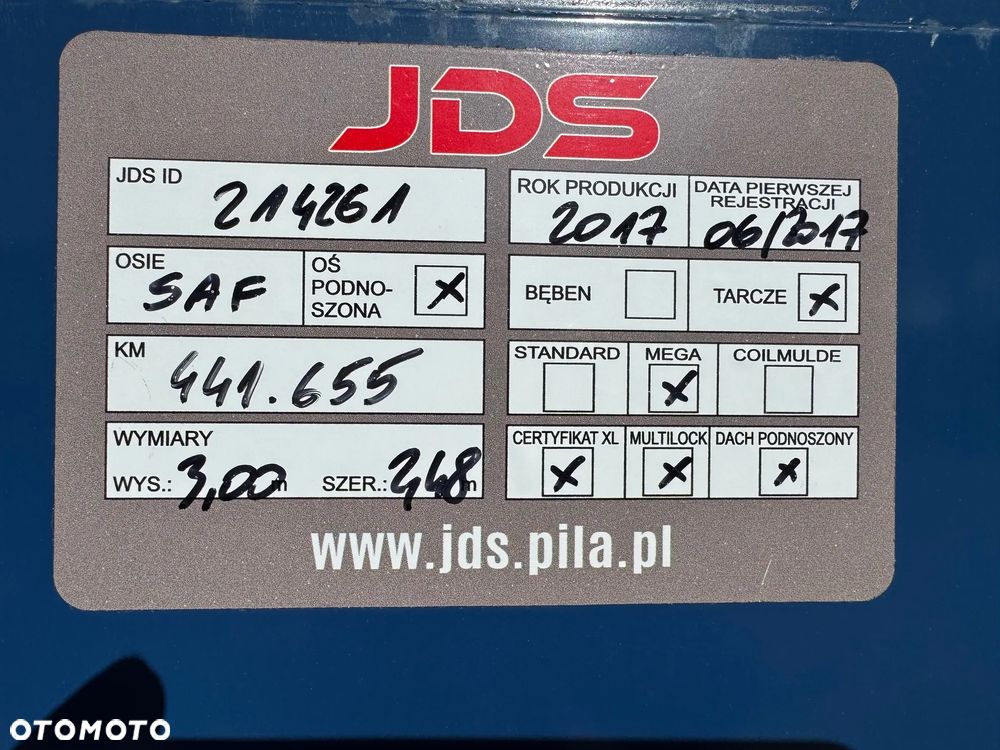 JDS
JDS ID 214261
ROK PRODUKCJI 2017
DATA PIERWSZEJ REJESTRACJI 06/2017
OSIE SAF
OŚ PODNO-
SZONA X
BĘBEN
TARCZE X
KM 441.655
STANDARD
MEGA X
COILMULDE
WYMIARY
WYS.: 3,00 m SZER.: 2,48 m
CERTYFIKAT XL X
MULTILOCK X
DACH PODNOSZONY X
www.jds.pila.pl
OTOMOTO